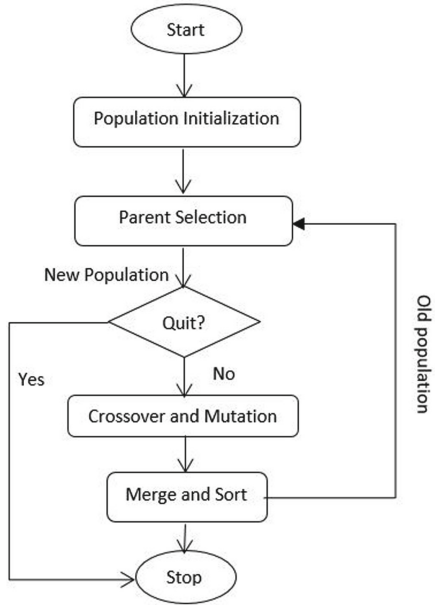 Start
Population Initialization
Parent Selection
New Population
Quit?
Yes
No
Old population
Crossover and Mutation
Merge and Sort
Stop